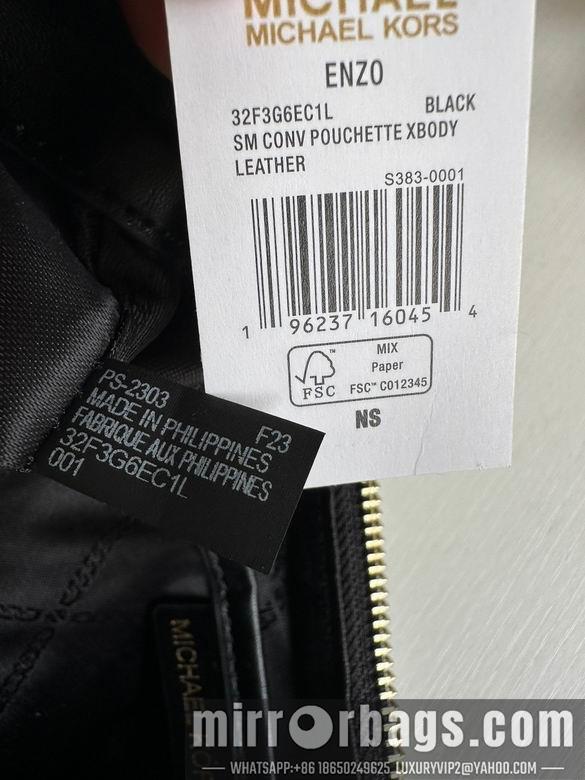 MICHAEL
MICHAEL KORS
ENZO
32F3G6EC1L BLACK
SM CONV POUCHETTE XBODY
LEATHER
S383-0001
1 96237 16045 4
FSC
MIX
Paper
FSC™ C012345
NS
PS-2303 F23
MADE IN PHILIPPINES
FABRIQUE AUX PHILIPPINES
32F3G6EC1L
001
MICHAEL
mirrorbags.com
WHATSAPP:+86 18650249625 LUXURYVIP2@YAHOO.COM